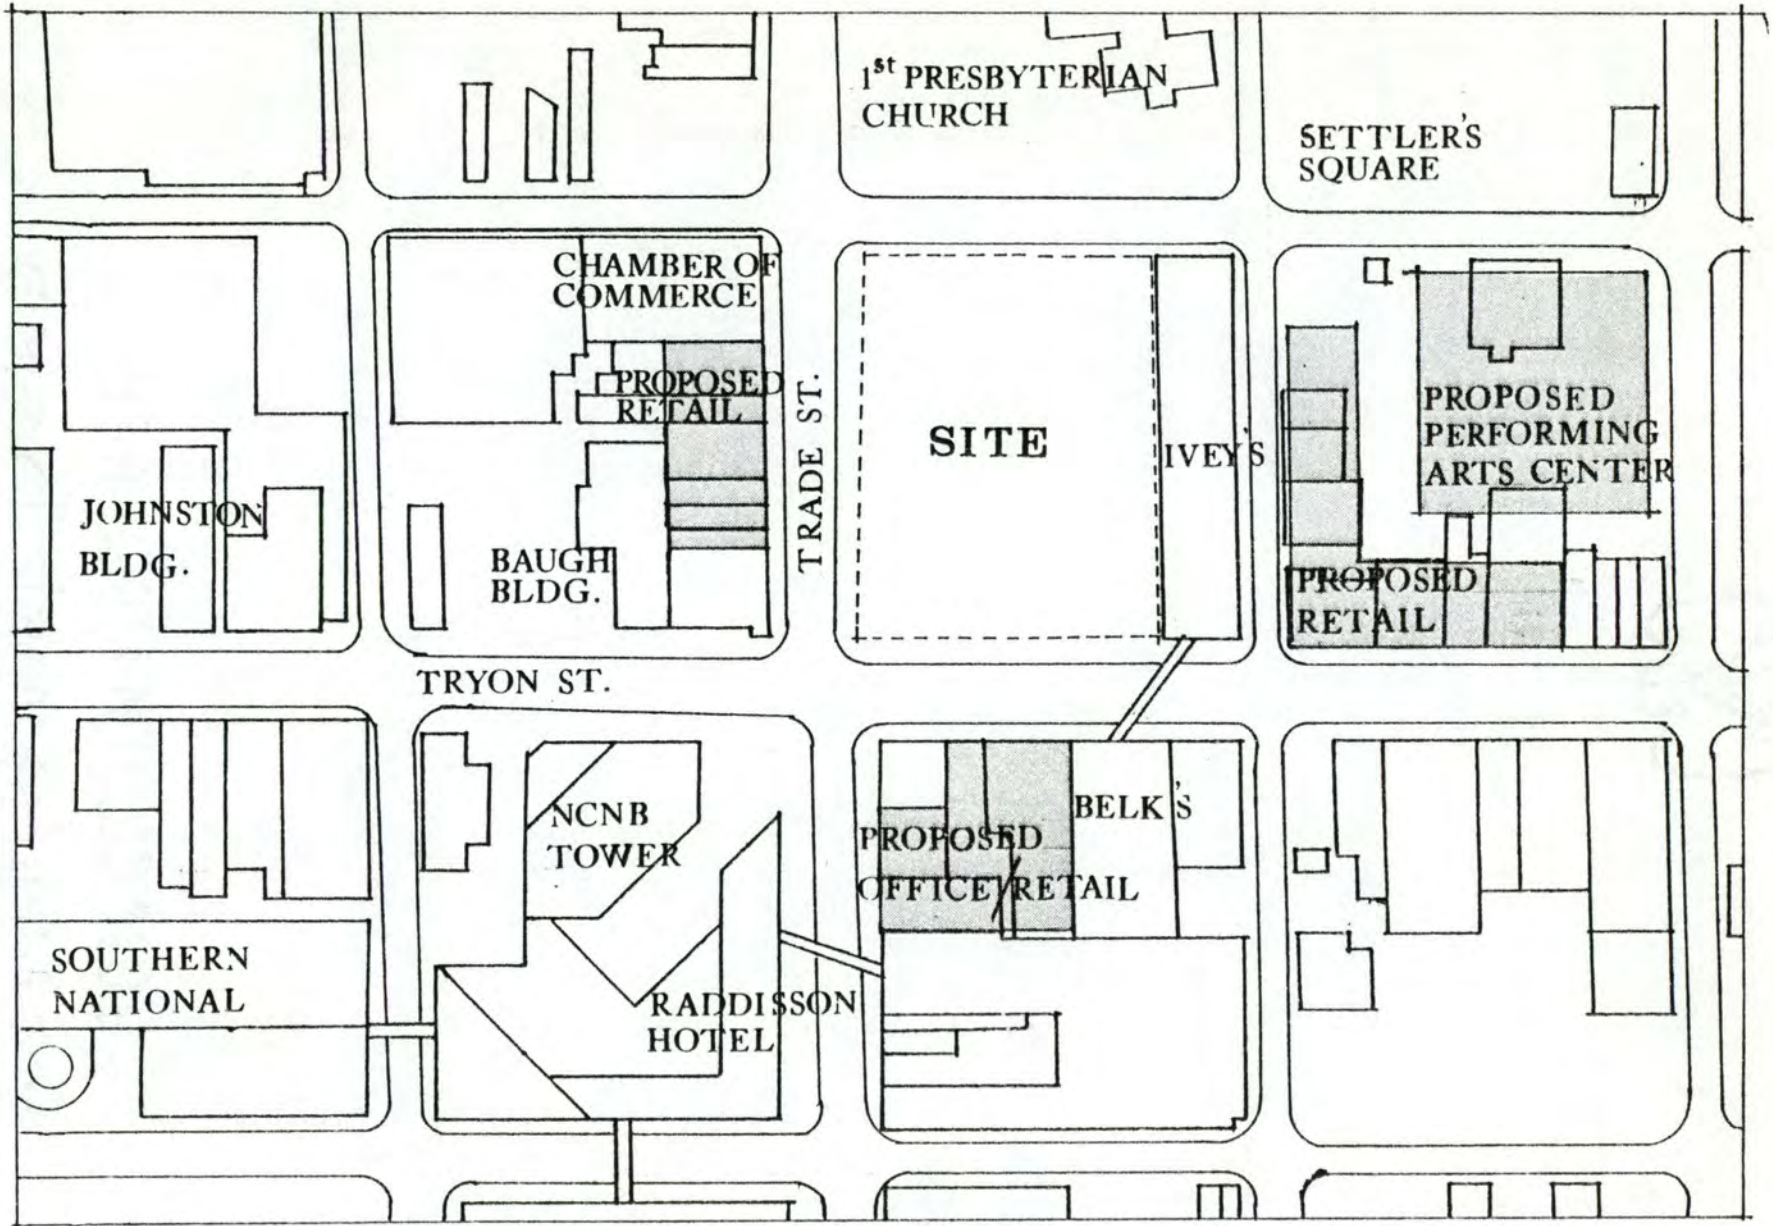 1st PRESBYTERIAN
CHURCH
SETTLER'S
SQUARE
CHAMBER OF
COMMERCE
PROPOSED
RETAIL
TRADE ST.
SITE
IVEY'S
PROPOSED
PERFORMING
ARTS CENTER
JOHNSTON
BLDG.
BAUGH
BLDG.
PROPOSED
RETAIL
TRYON ST.
NCNB
TOWER
BELK'S
PROPOSED
OFFICE/RETAIL
SOUTHERN
NATIONAL
RADDISSON
HOTEL